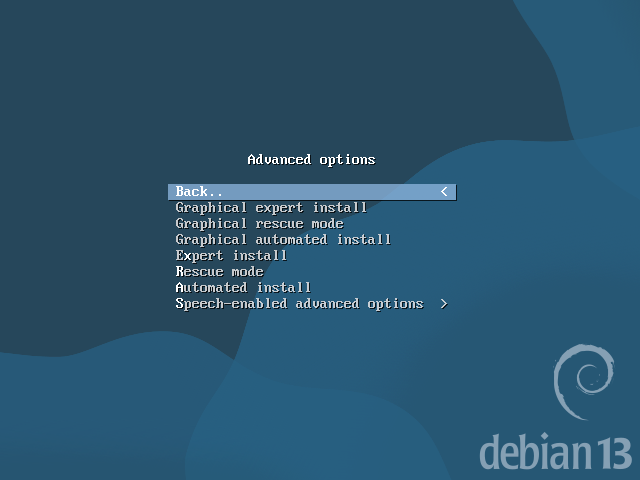 Advanced options
Back.. <
Graphical expert install
Graphical rescue mode
Graphical automated install
Expert install
Rescue mode
Automated install
Speech-enabled advanced options >
debian 13